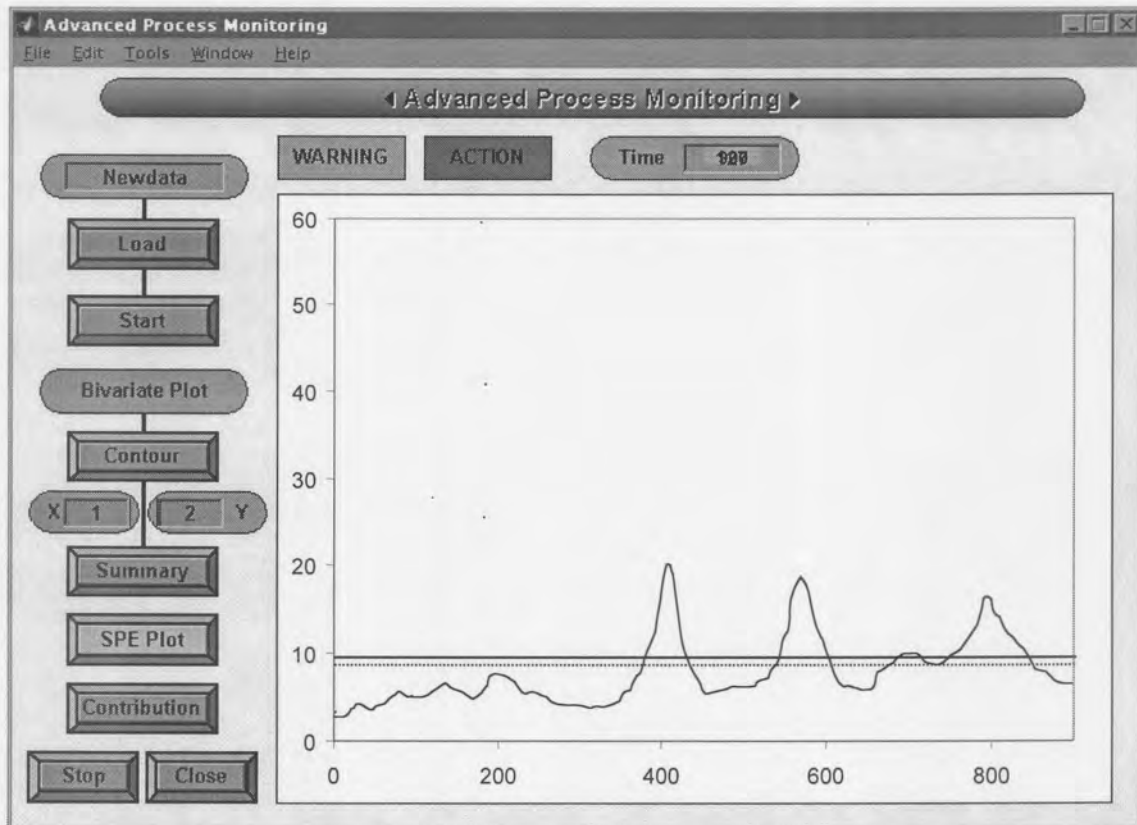 Advanced Process Monitoring
File Edit Tools Window Help
Advanced Process Monitoring
WARNING ACTION Time
Newdata
Load
Start
Bivariate Plot
Contour
X 1 2 Y
Summary
SPE Plot
Contribution
Stop Close
60
50
40
30
20
10
0
0 200 400 600 800